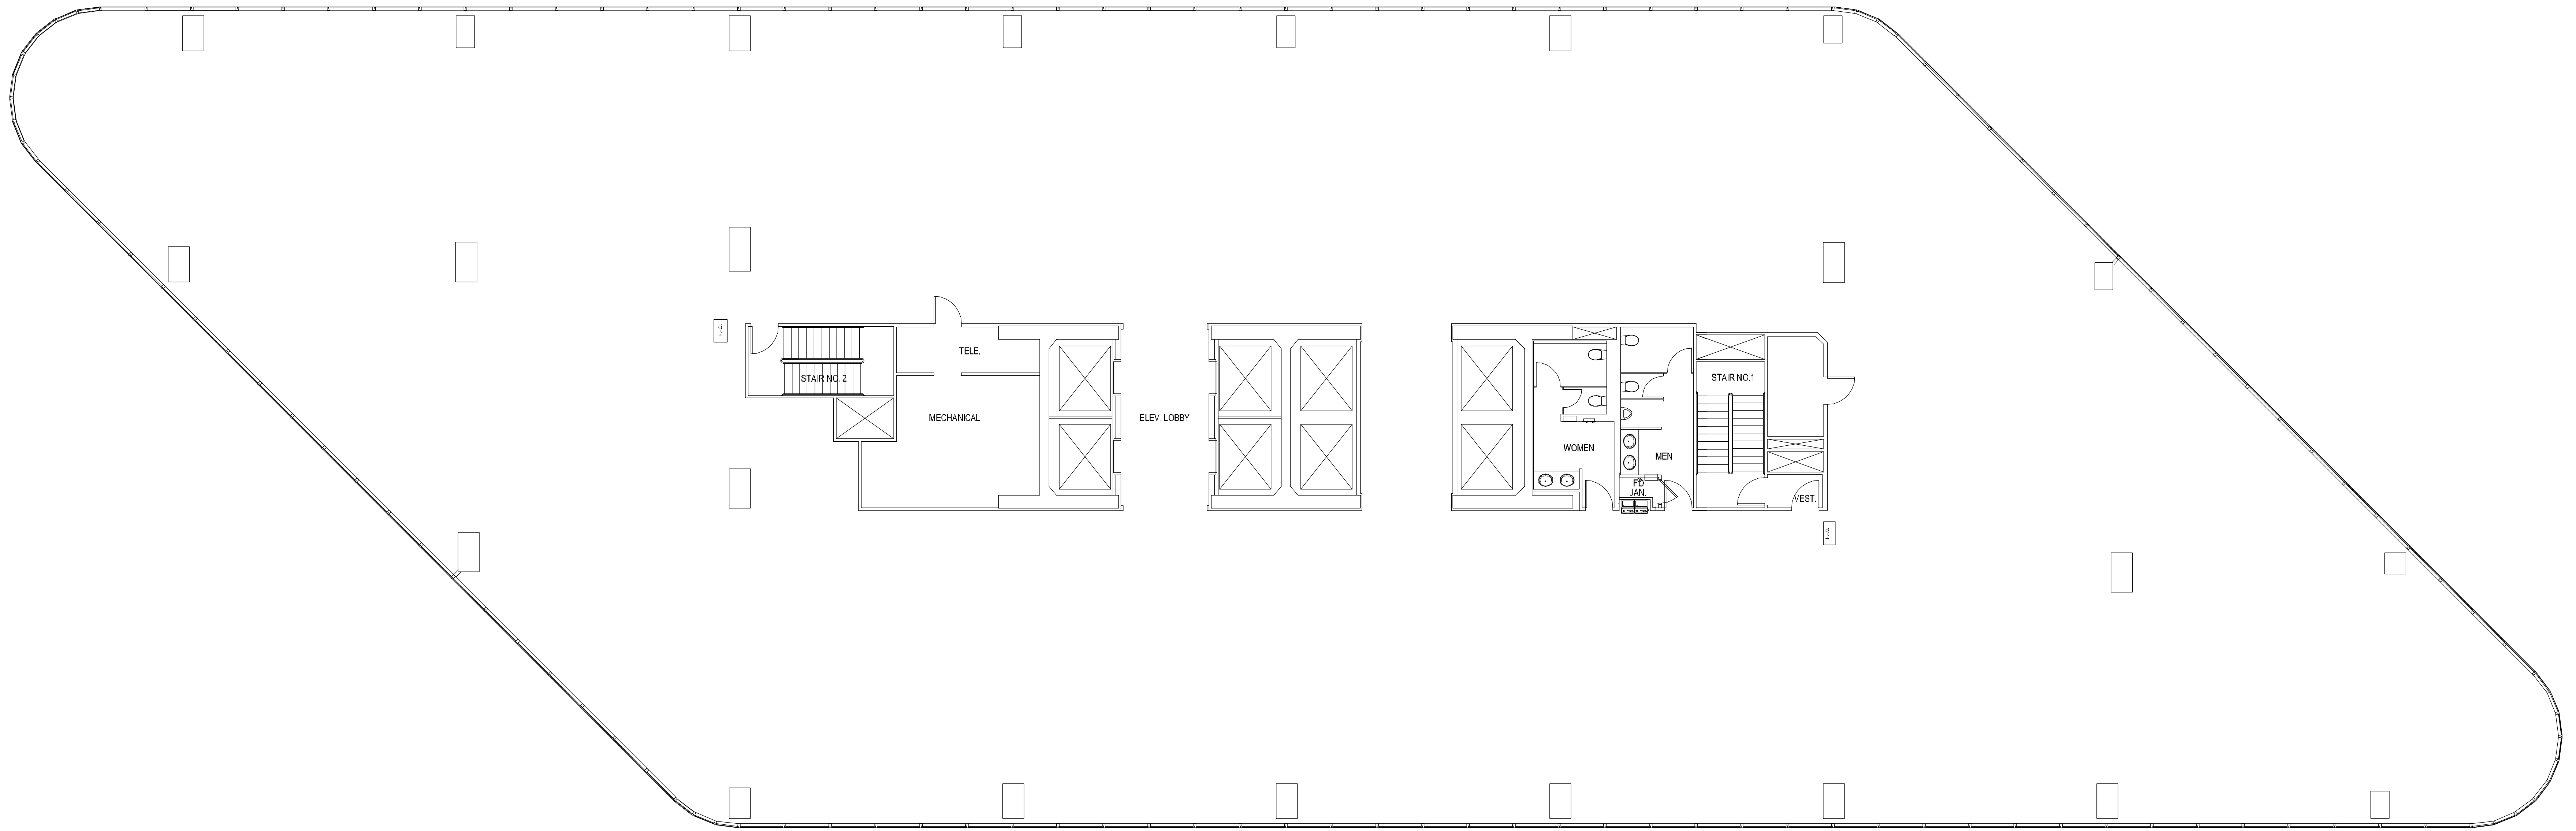 TELE.
STAIR NO. 2
MECHANICAL
ELEV. LOBBY
STAIR NO.1
WOMEN
MEN
FD
JAN.
VEST.